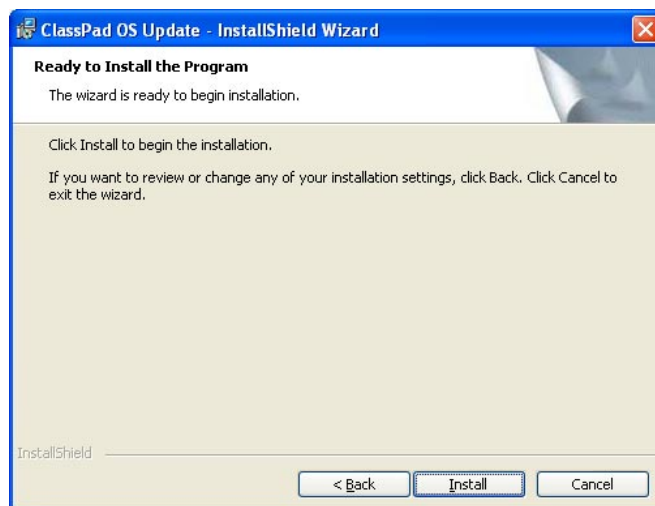 ClassPad OS Update - InstallShield Wizard
Ready to Install the Program
The wizard is ready to begin installation.
Click Install to begin the installation.
If you want to review or change any of your installation settings, click Back. Click Cancel to
exit the wizard.
InstallShield
< Back Install Cancel